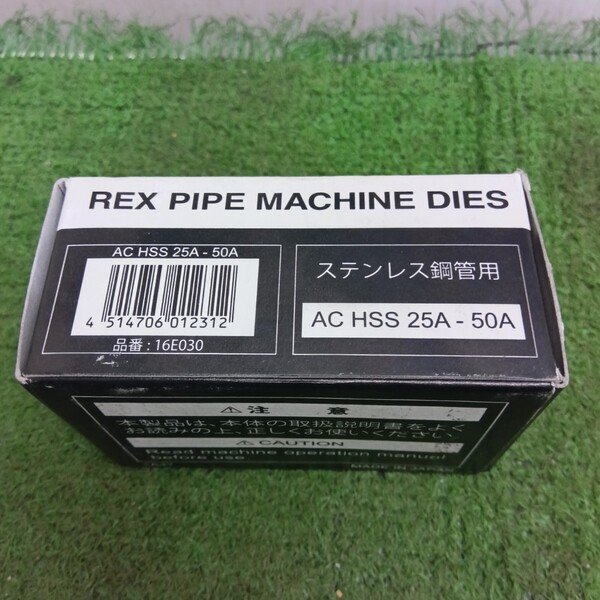 REX PIPE MACHINE DIES
AC HSS 25A - 50A
4 514706 012312
品番 : 16E030
ステンレス鋼管用
AC HSS 25A - 50A
⚠注 意
本製品は、本体の取扱説明書をよく
お読みの上、正しくお使いください
⚠ CAUTION
Read machine operation manual
before use
MADE IN